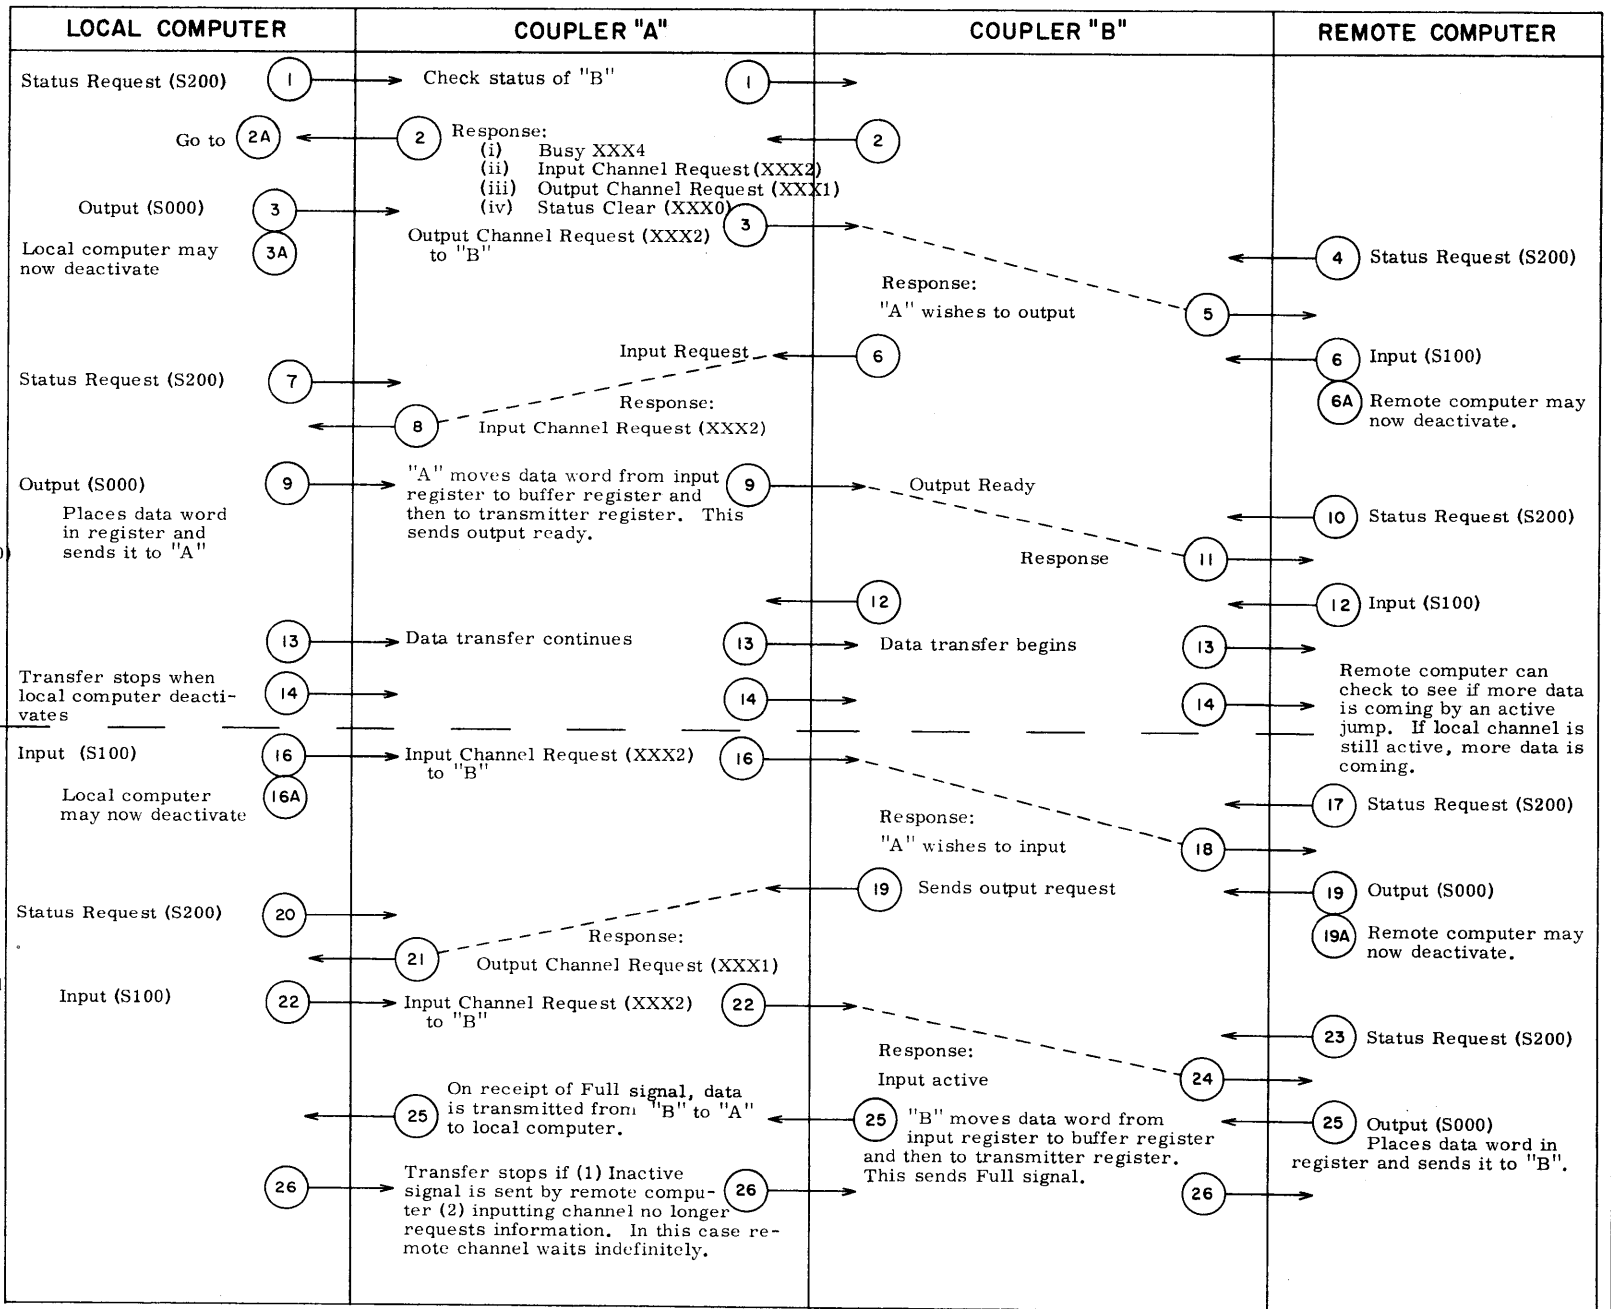 LOCAL COMPUTER
COUPLER "A"
COUPLER "B"
REMOTE COMPUTER
Status Request (S200)
1
Check status of "B"
1
Go to
2A
2
Response:
(i) Busy XXX4
(ii) Input Channel Request (XXX2)
(iii) Output Channel Request (XXX1)
(iv) Status Clear (XXX0)
2
Output (S000)
3
3A
Local computer may
now deactivate
Output Channel Request (XXX2)
to "B"
3
4
Status Request (S200)
Response:
"A" wishes to output
5
Input Request
6
6
Input (S100)
6A
Remote computer may
now deactivate.
Status Request (S200)
7
Response:
8
Input Channel Request (XXX2)
Output (S000)
9
Places data word
in register and
sends it to "A"
"A" moves data word from input
register to buffer register and
then to transmitter register. This
sends output ready.
9
Output Ready
10
Status Request (S200)
Response
11
12
12
Input (S100)
13
Data transfer continues
13
Data transfer begins
13
Transfer stops when
local computer deacti-
vates
14
14
14
Remote computer can
check to see if more data
is coming by an active
jump. If local channel is
still active, more data is
coming.
Input (S100)
16
16A
Local computer
may now deactivate
Input Channel Request (XXX2)
to "B"
16
17
Status Request (S200)
Response:
"A" wishes to input
18
19
Sends output request
19
Output (S000)
19A
Remote computer may
now deactivate.
Status Request (S200)
20
Response:
21
Output Channel Request (XXX1)
Input (S100)
22
Input Channel Request (XXX2)
to "B"
22
23
Status Request (S200)
Response:
Input active
24
25
On receipt of Full signal, data
is transmitted from "B" to "A"
to local computer.
25
"B" moves data word from
input register to buffer register
and then to transmitter register.
This sends Full signal.
25
Output (S000)
Places data word in
register and sends it to "B".
26
Transfer stops if (1) Inactive
signal is sent by remote compu-
ter (2) inputting channel no longer
requests information. In this case re-
mote channel waits indefinitely.
26
26